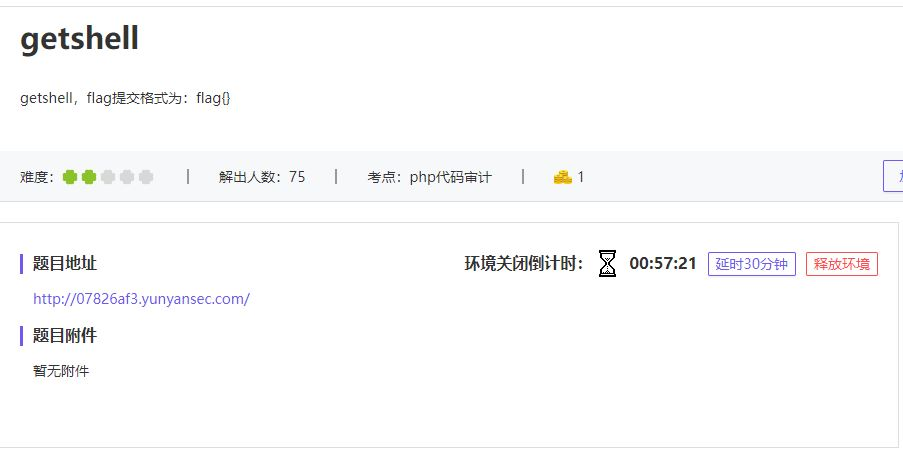 getshell
getshell，flag提交格式为：flag{}
难度： | 解出人数：75 | 考点：php代码审计 | 1
题目地址
环境关闭倒计时： 00:57:21 延时30分钟 释放环境
http://07826af3.yunyansec.com/
题目附件
暂无附件